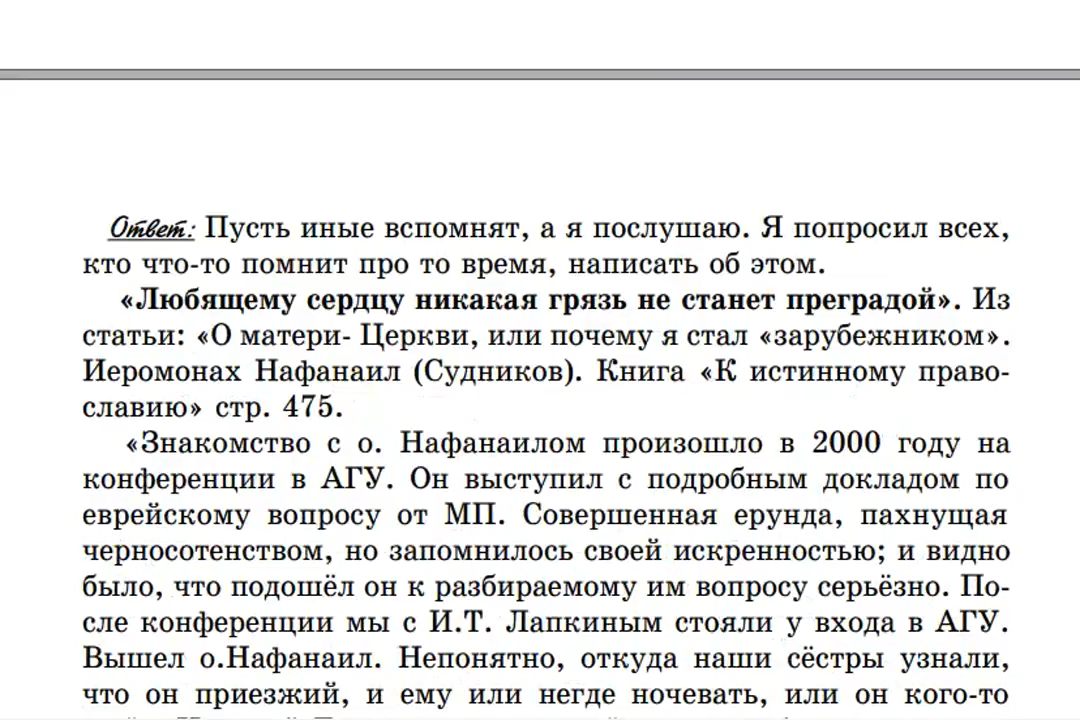 Ответ: Пусть иные вспомнят, а я послушаю. Я попросил всех,
кто что-то помнит про то время, написать об этом.
«Любящему сердцу никакая грязь не станет преградой». Из
статьи: «О матери- Церкви, или почему я стал «зарубежником».
Иеромонах Нафанаил (Судников). Книга «К истинному право-
славию» стр. 475.
«Знакомство с о. Нафанаилом произошло в 2000 году на
конференции в АГУ. Он выступил с подробным докладом по
еврейскому вопросу от МП. Совершенная ерунда, пахнущая
черносотенством, но запомнилось своей искренностью; и видно
было, что подошёл он к разбираемому им вопросу серьёзно. По-
сле конференции мы с И.Т. Лапкиным стояли у входа в АГУ.
Вышел о.Нафанаил. Непонятно, откуда наши сёстры узнали,
что он приезжий, и ему или негде ночевать, или он кого-то